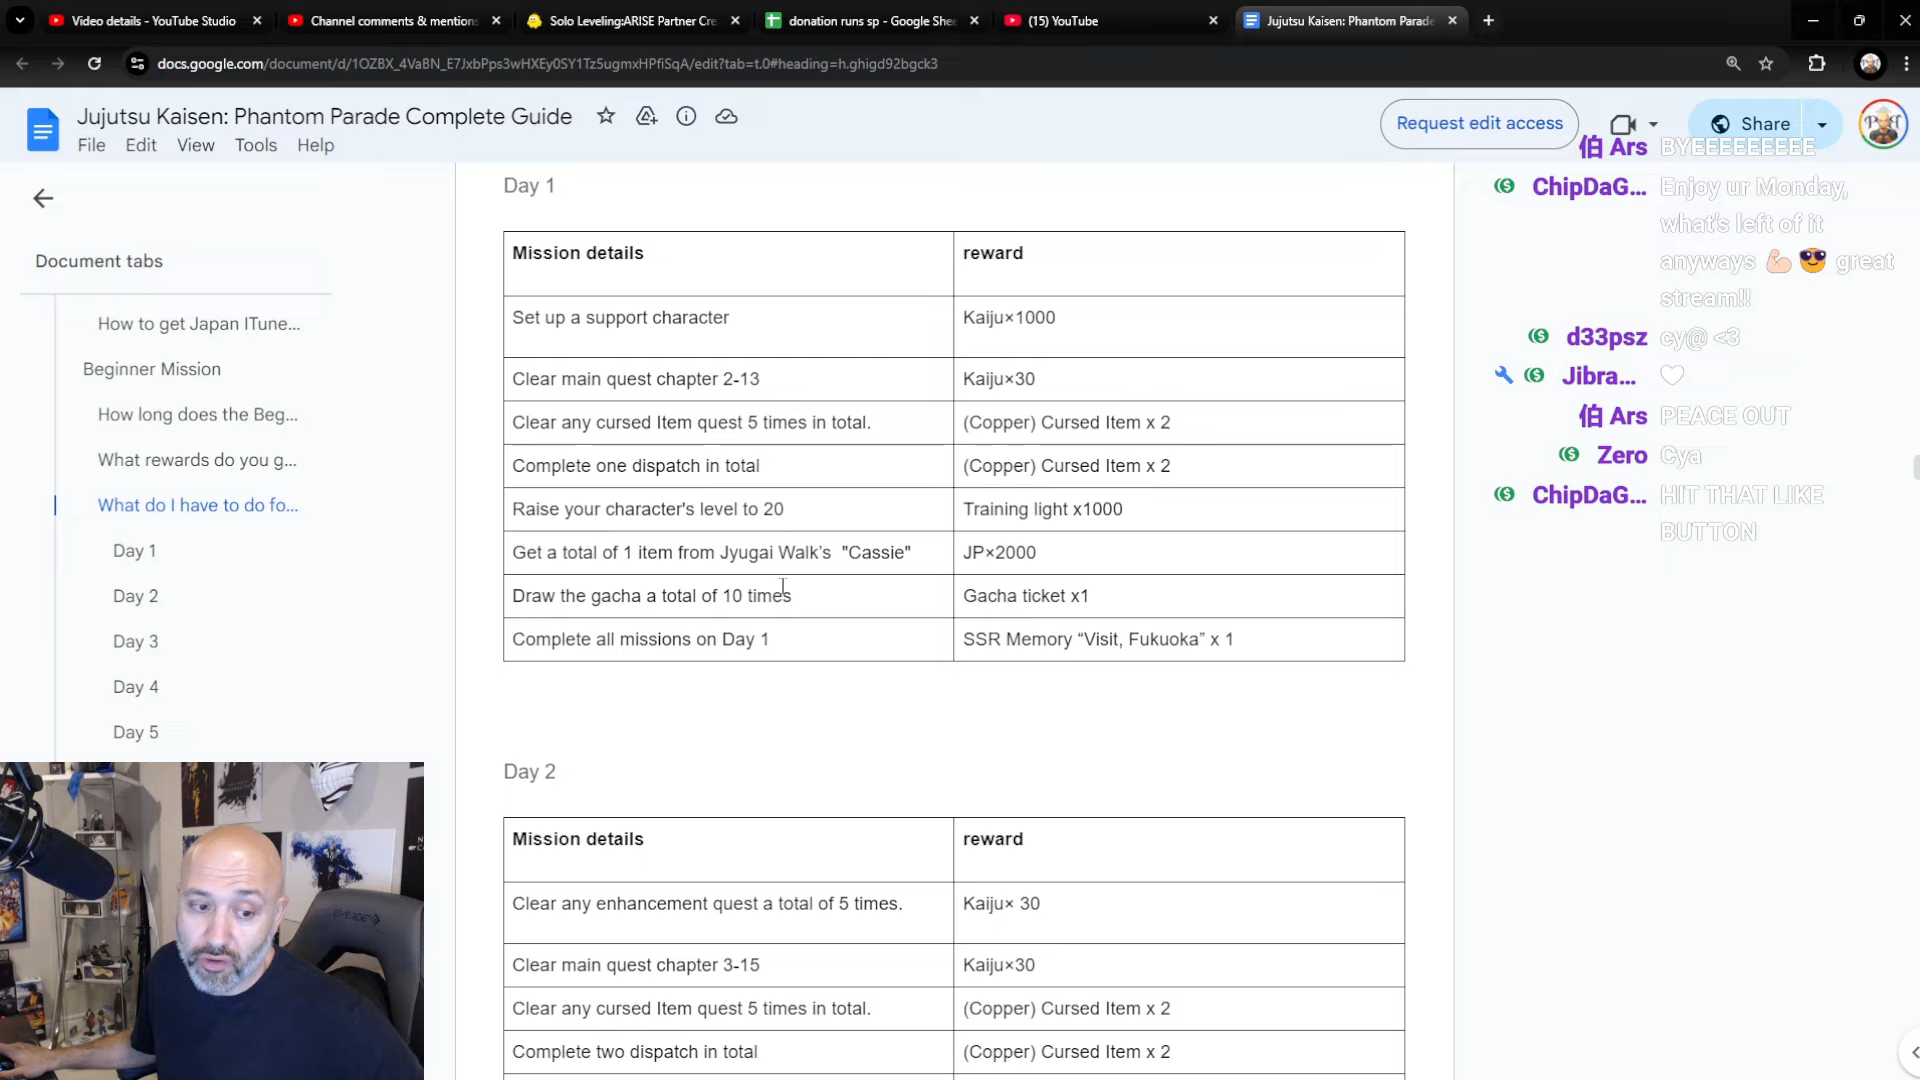 Video details - YouTube Studio
Channel comments & mentions
Solo Leveling:ARISE Partner Cre
donation runs sp - Google Shee
(15) YouTube
Jujutsu Kaisen: Phantom Parade
docs.google.com/document/d/1OZBX_4VaBN_E7JxbPps3wHXEy0SY1Tz5ugmxHPfiSqA/edit?tab=t.0#heading=h.ghigd92bgck3
Jujutsu Kaisen: Phantom Parade Complete Guide
File Edit View Tools Help
Request edit access
Share
Document tabs
How to get Japan ITune...
Beginner Mission
How long does the Beg...
What rewards do you g...
What do I have to do fo...
Day 1
Day 2
Day 3
Day 4
Day 5
Day 1
Mission details reward
Set up a support character Kaiju×1000
Clear main quest chapter 2-13 Kaiju×30
Clear any cursed Item quest 5 times in total. (Copper) Cursed Item x 2
Complete one dispatch in total (Copper) Cursed Item x 2
Raise your character's level to 20 Training light x1000
Get a total of 1 item from Jyugai Walk’s "Cassie" JP×2000
Draw the gacha a total of 10 times Gacha ticket x1
Complete all missions on Day 1 SSR Memory “Visit, Fukuoka” x 1
Day 2
Mission details reward
Clear any enhancement quest a total of 5 times. Kaiju× 30
Clear main quest chapter 3-15 Kaiju×30
Clear any cursed Item quest 5 times in total. (Copper) Cursed Item x 2
Complete two dispatch in total (Copper) Cursed Item x 2
伯 Ars BYEEEEEEEEE
ChipDaG... Enjoy ur Monday,
what's left of it
anyways 💪🏻 😎 great
stream!!
d33psz cy@ <3
Jibra... ♡
伯 Ars PEACE OUT
Zero Cya
ChipDaG... HIT THAT LIKE
BUTTON